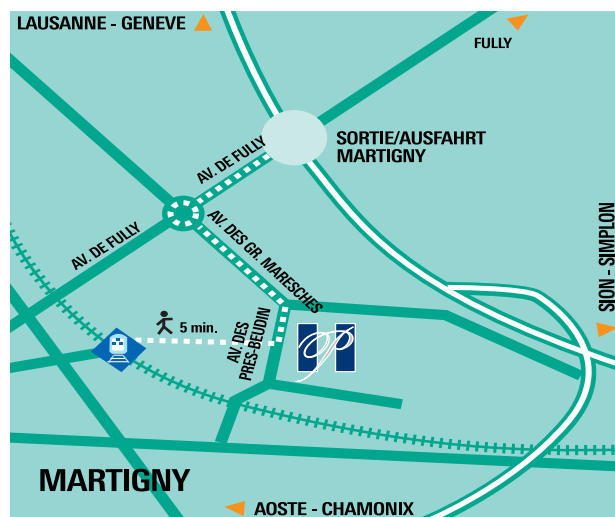 LAUSANNE - GENEVE
FULLY
SORTIE/AUSFAHRT
MARTIGNY
AV. DE FULLY
AV. DE FULLY
AV. DES GR. MARESCHES
SION - SIMPLON
5 min.
AV. DES
PRES-BEUDIN
MARTIGNY
AOSTE - CHAMONIX